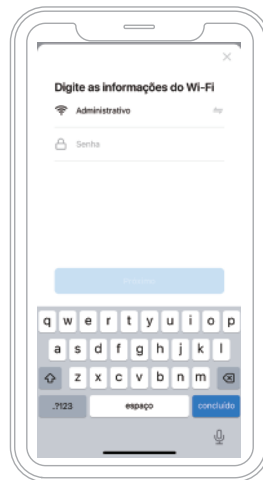 Digite as informações do Wi-Fi
Administrativo
Senha
q w e r t y u i o p
a s d f g h j k l
z x c v b n m
.?123 espaço concluído